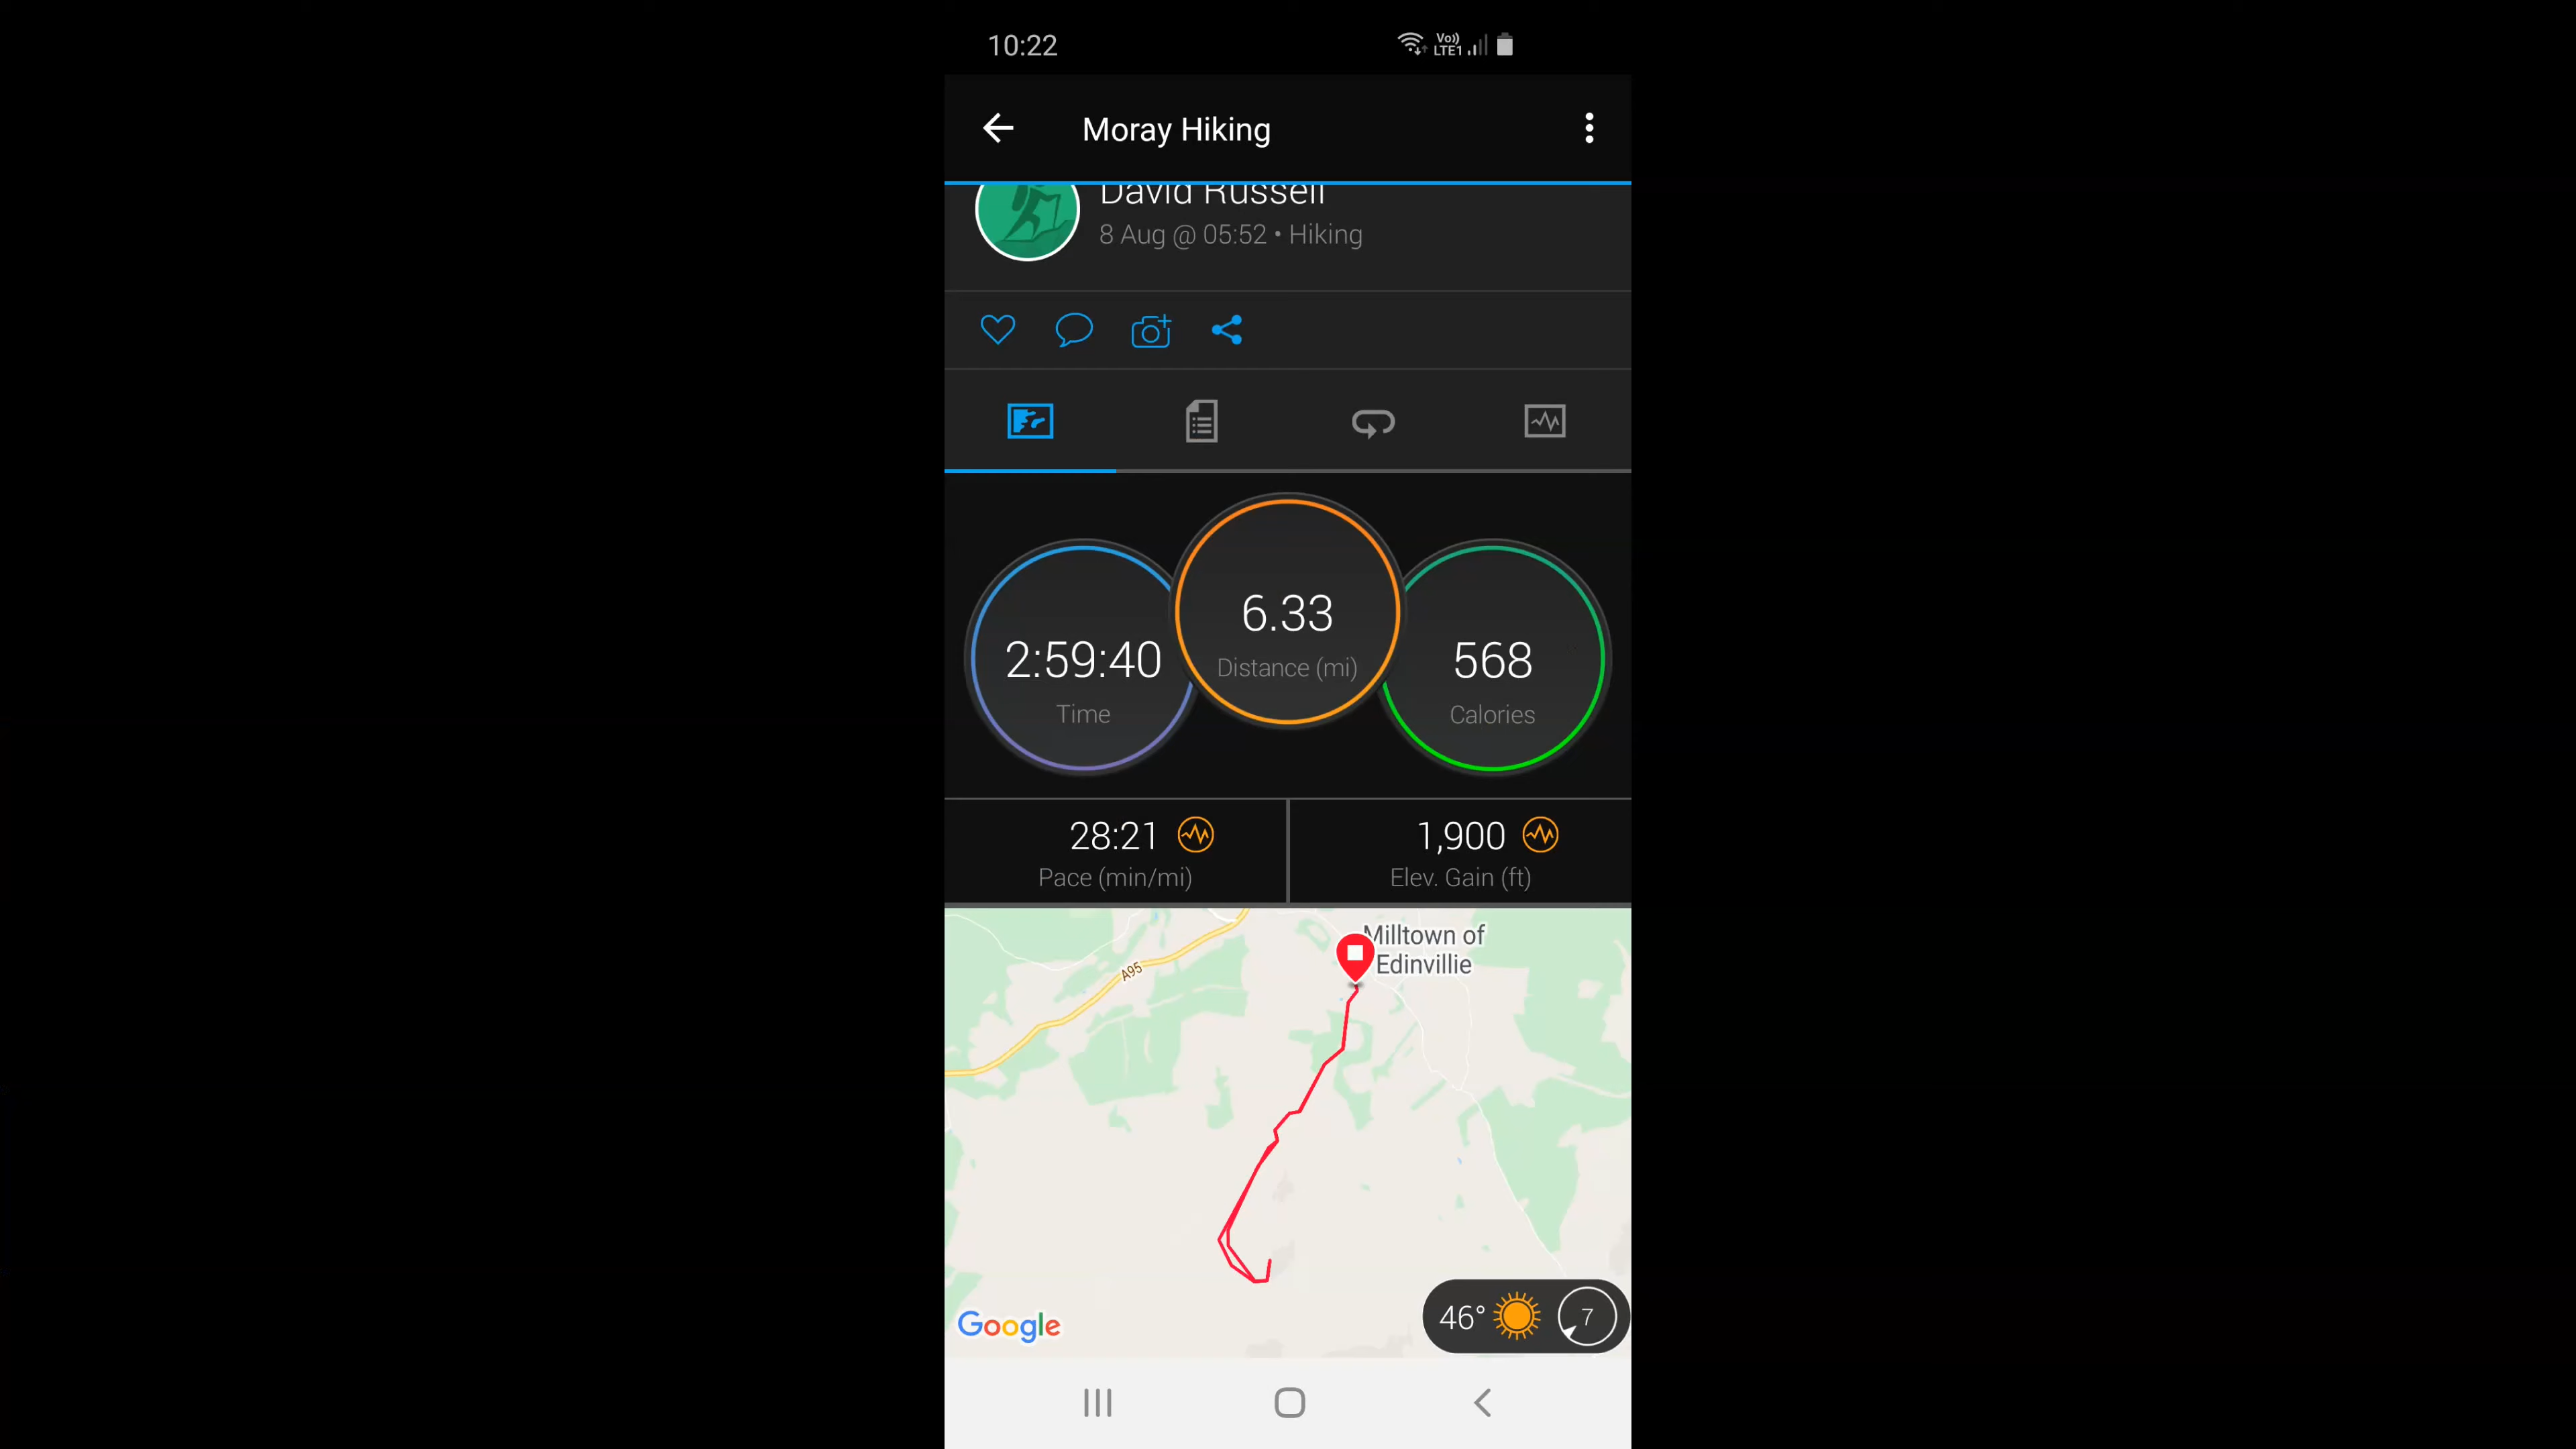 10:22
Vo))
LTE1
Moray Hiking
David Russell
8 Aug @ 05:52 • Hiking
6.33
Distance (mi)
2:59:40
Time
568
Calories
28:21
Pace (min/mi)
1,900
Elev. Gain (ft)
Milltown of
Edinvillie
A95
46°
7
Google